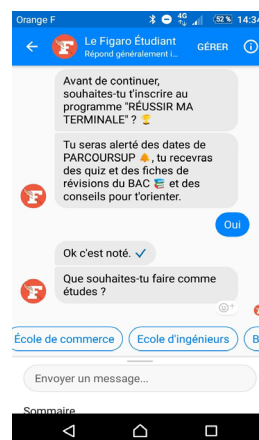 Orange F 4G 52% 14:34
Le Figaro Étudiant
Répond généralement i...
GÉRER
Avant de continuer,
souhaites-tu t'inscrire au
programme "RÉUSSIR MA
TERMINALE" ?
Tu seras alerté des dates de
PARCOURSUP , tu recevras
des quiz et des fiches de
révisions du BAC et des
conseils pour t'orienter.
Oui
Ok c'est noté. ✓
Que souhaites-tu faire comme
études ?
École de commerce
Ecole d'ingénieurs
B
Envoyer un message...
Sommaire